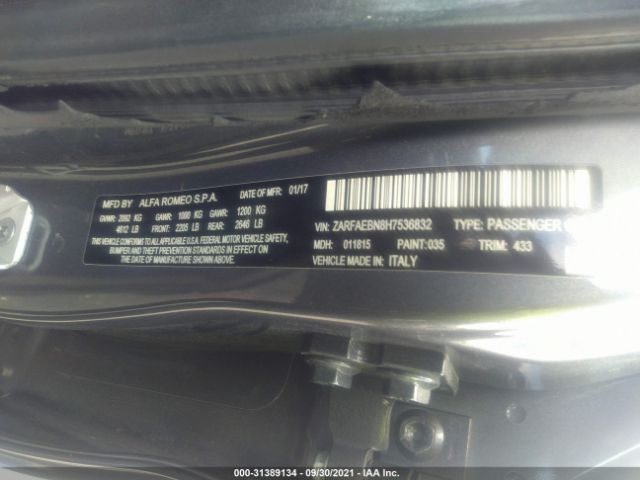 MFD BY ALFA ROMEO S.P.A. DATE OF MFR 01/17
GVWR: 2092 KG GAWR: 1000 KG GAWR: 1200 KG
4612 LB FRONT: 2205 LB REAR: 2646 LB
THIS VEHICLE CONFORMS TO ALL APPLICABLE U.S.A. FEDERAL MOTOR VEHICLE SAFETY,
BUMPER AND THEFT PREVENTION STANDARDS IN EFFECT ON
THE DATE OF MANUFACTURE SHOWN ABOVE.
VIN: ZARFAEBN8H7536832 TYPE: PASSENGER
MDH: 011815 PAINT: 035 TRIM: 433
VEHICLE MADE IN: ITALY
000-31389134 - 09/30/2021 - IAA Inc.